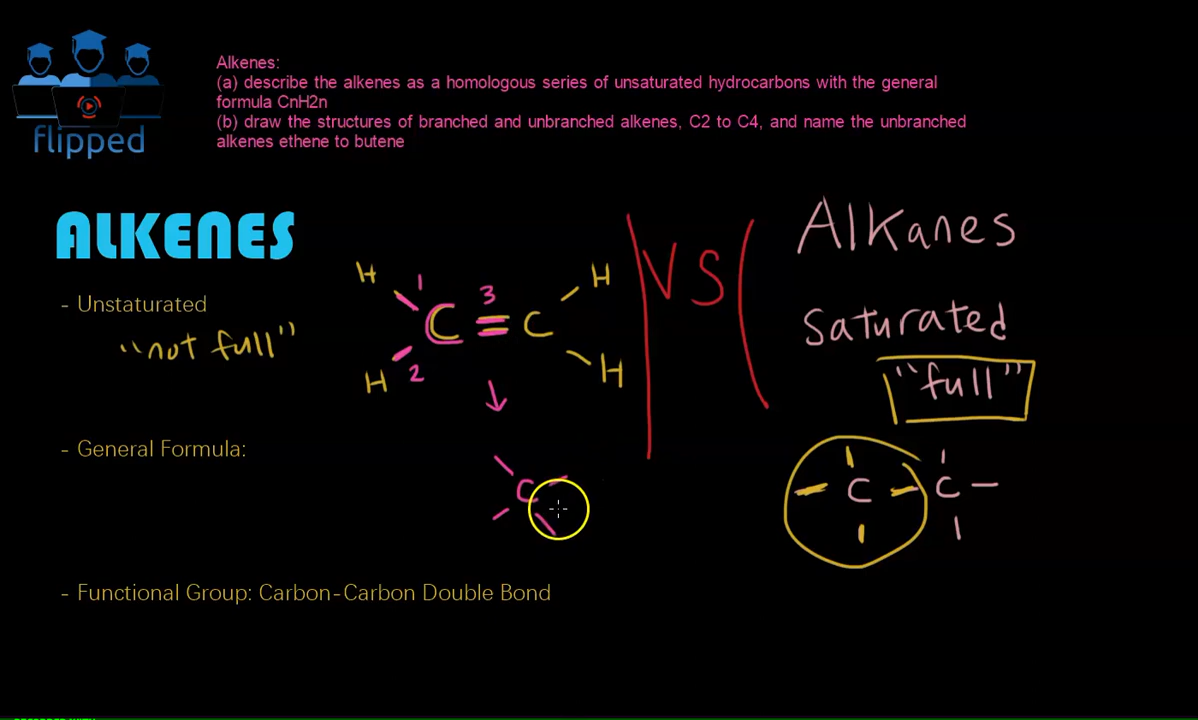 Alkenes:
(a) describe the alkenes as a homologous series of unsaturated hydrocarbons with the general
formula CnH2n
(b) draw the structures of branched and unbranched alkenes, C2 to C4, and name the unbranched
alkenes ethene to butene
flipped
ALKENES
- Unstaturated
"not full"
H 1 3 H
C = C
H 2 H
VS
Alkanes
Saturated
"full"
- General Formula:
C
C C
- Functional Group: Carbon-Carbon Double Bond